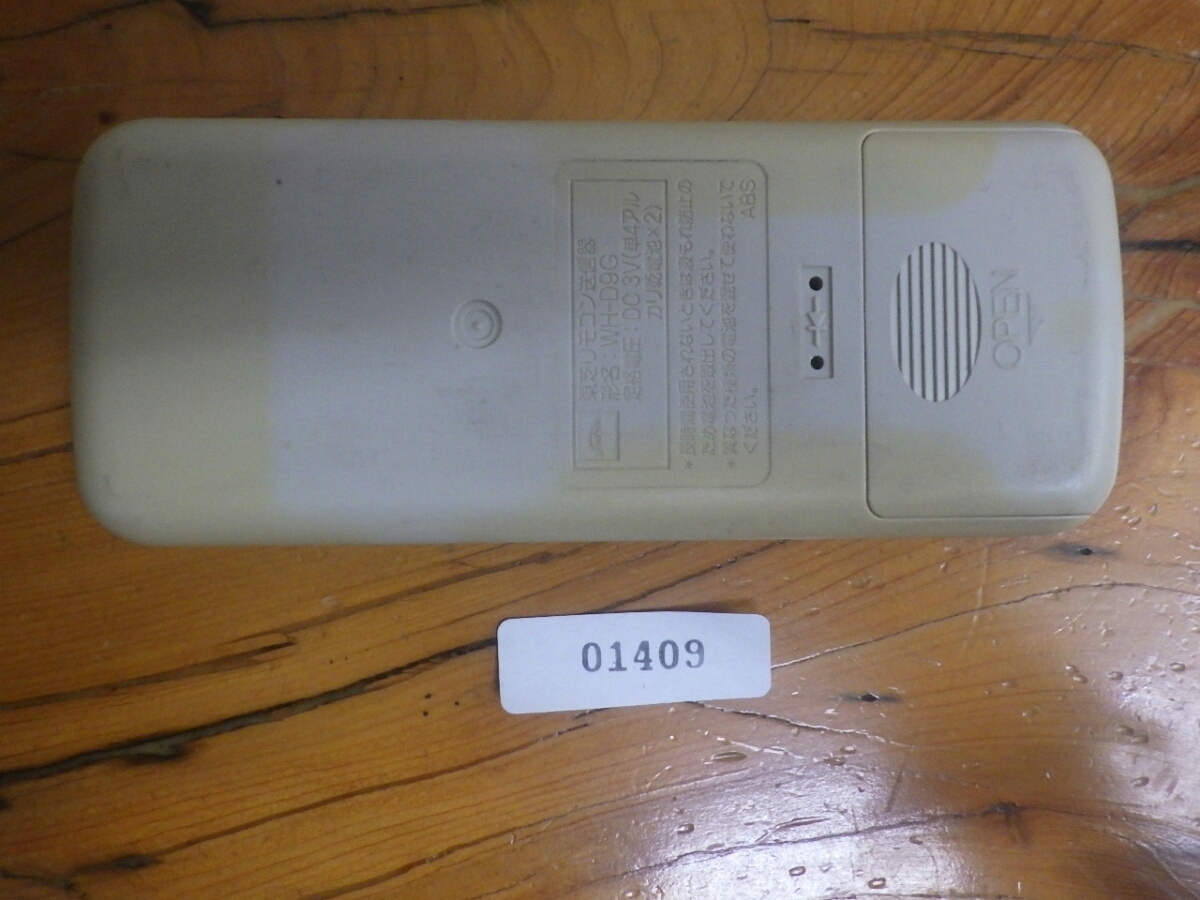 東芝リモコン送信器
形名：WH-D9G
定格電圧：DC 3V(単4アル
カリ乾電池×2)
＊長時間使用されないときは液もれ防止の
ため電池を取出してください。
＊異なった種類の電池を混ぜて使わないで
ください。
ABS
OPEN
01409